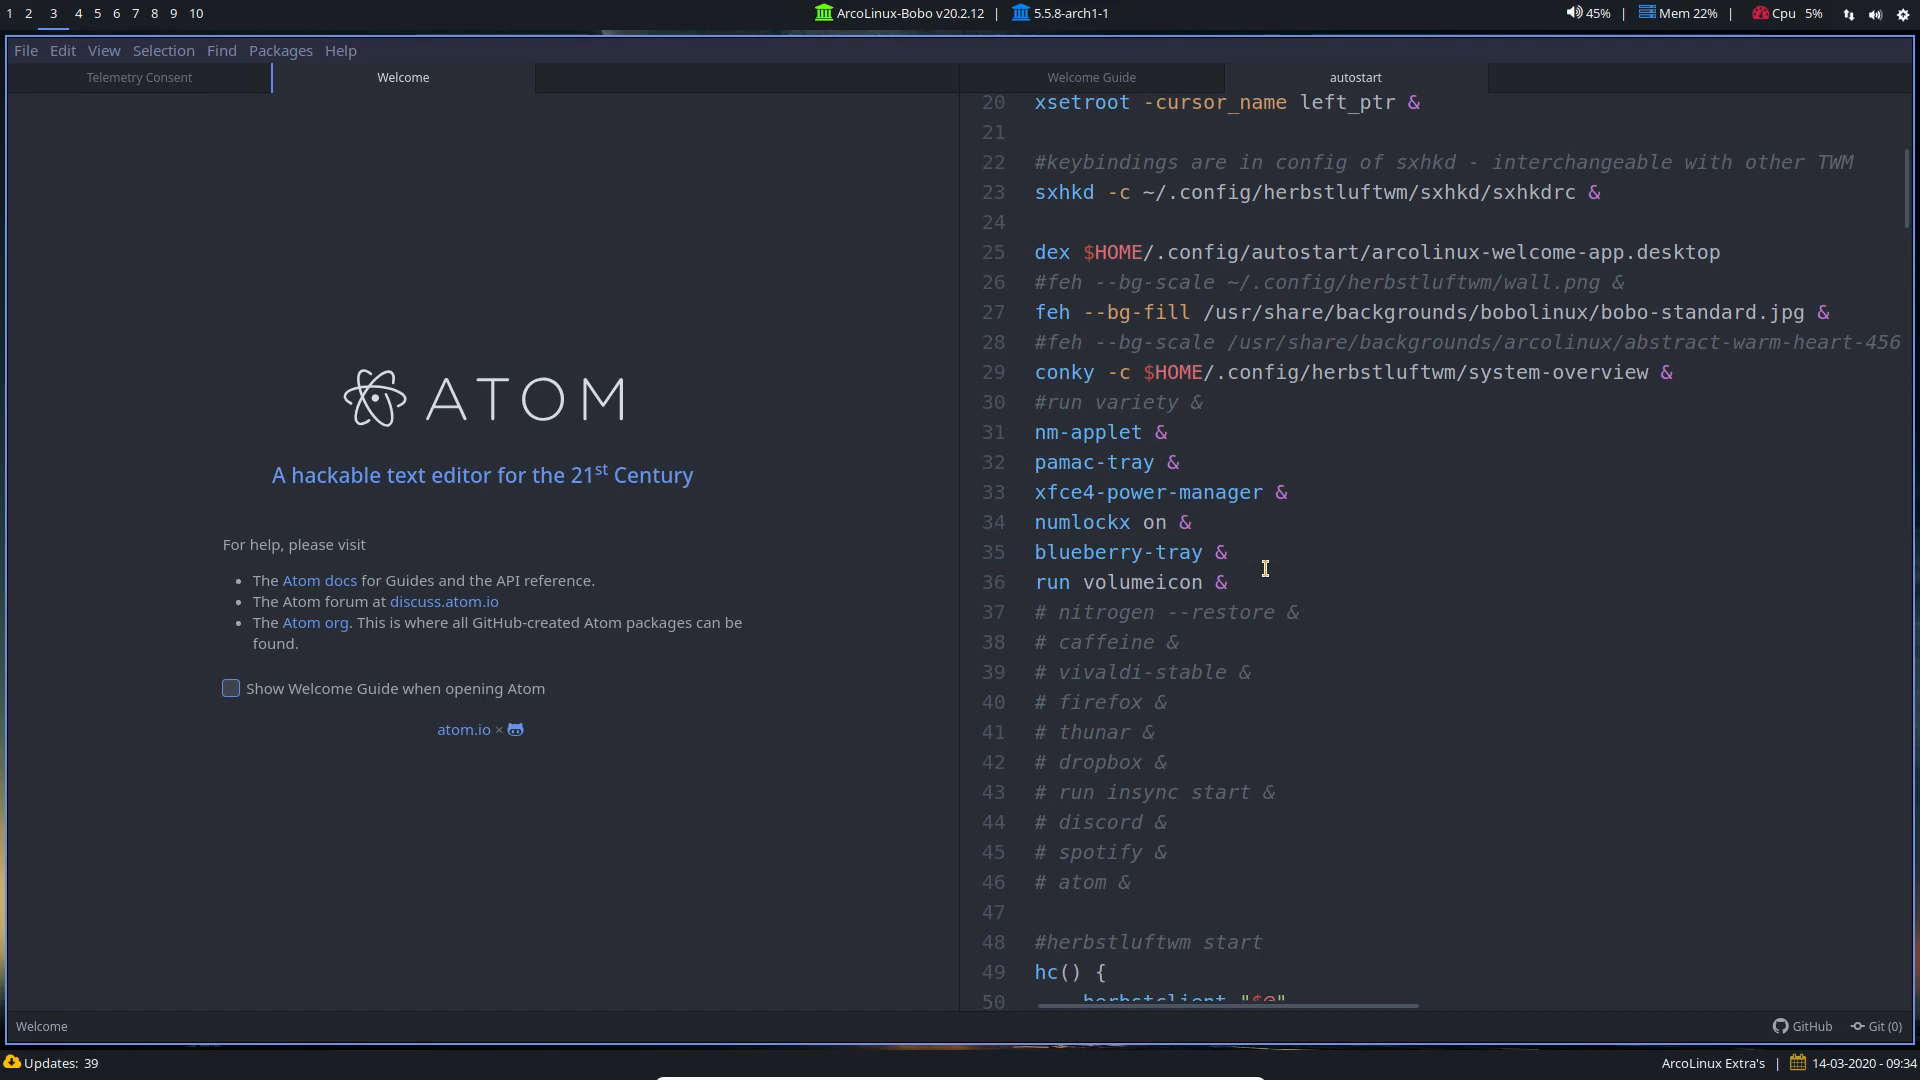 1 2 3 4 5 6 7 8 9 10
ArcoLinux-Bobo v20.2.12 | 5.5.8-arch1-1
45% | Mem 22% | Cpu 5%
File Edit View Selection Find Packages Help
Telemetry Consent
Welcome
Welcome Guide
autostart
ATOM
A hackable text editor for the 21st Century
For help, please visit
• The Atom docs for Guides and the API reference.
• The Atom forum at discuss.atom.io
• The Atom org. This is where all GitHub-created Atom packages can be
found.
Show Welcome Guide when opening Atom
atom.io ×
20 xsetroot -cursor_name left_ptr &
21
22 #keybindings are in config of sxhkd - interchangeable with other TWM
23 sxhkd -c ~/.config/herbstluftwm/sxhkd/sxhkdrc &
24
25 dex $HOME/.config/autostart/arcolinux-welcome-app.desktop
26 #feh --bg-scale ~/.config/herbstluftwm/wall.png &
27 feh --bg-fill /usr/share/backgrounds/bobolinux/bobo-standard.jpg &
28 #feh --bg-scale /usr/share/backgrounds/arcolinux/abstract-warm-heart-456
29 conky -c $HOME/.config/herbstluftwm/system-overview &
30 #run variety &
31 nm-applet &
32 pamac-tray &
33 xfce4-power-manager &
34 numlockx on &
35 blueberry-tray &
36 run volumeicon &
37 # nitrogen --restore &
38 # caffeine &
39 # vivaldi-stable &
40 # firefox &
41 # thunar &
42 # dropbox &
43 # run insync start &
44 # discord &
45 # spotify &
46 # atom &
47
48 #herbstluftwm start
49 hc() {
50 herbstclient "$@"
Welcome
GitHub Git (0)
Updates: 39
ArcoLinux Extra's | 14-03-2020 - 09:34